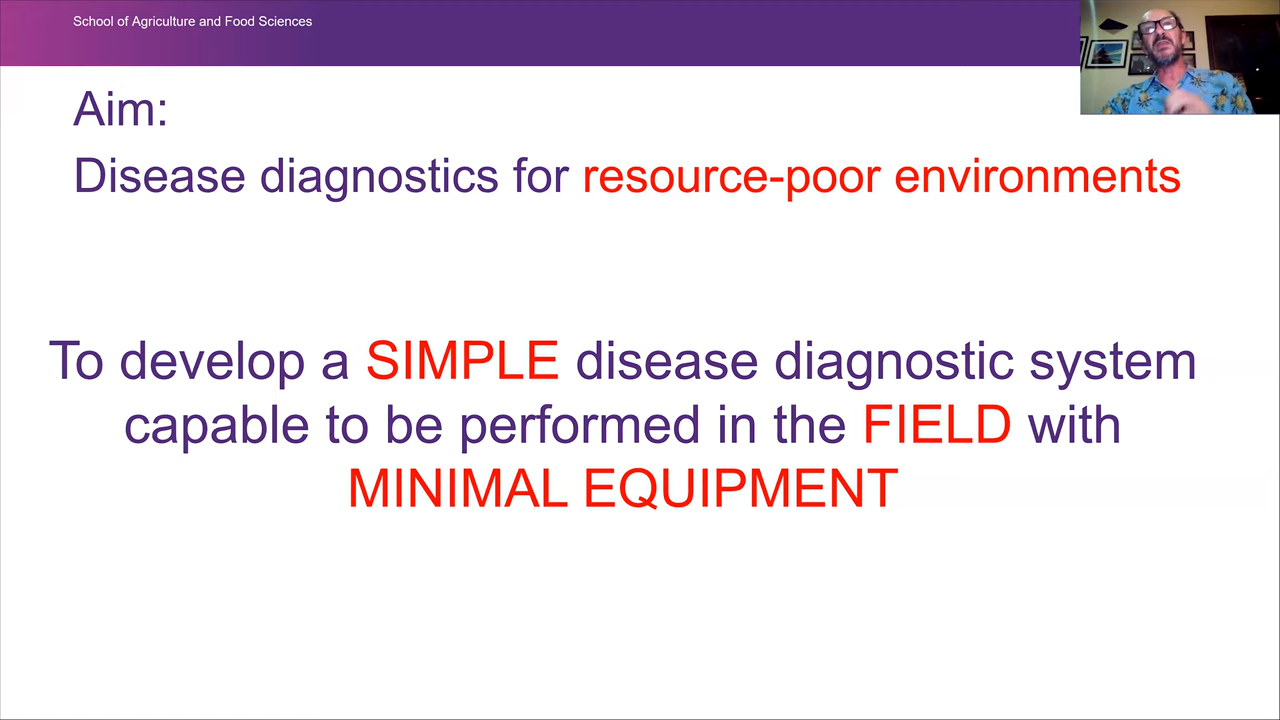 School of Agriculture and Food Sciences
Aim:
Disease diagnostics for resource-poor environments
To develop a SIMPLE disease diagnostic system
capable to be performed in the FIELD with
MINIMAL EQUIPMENT